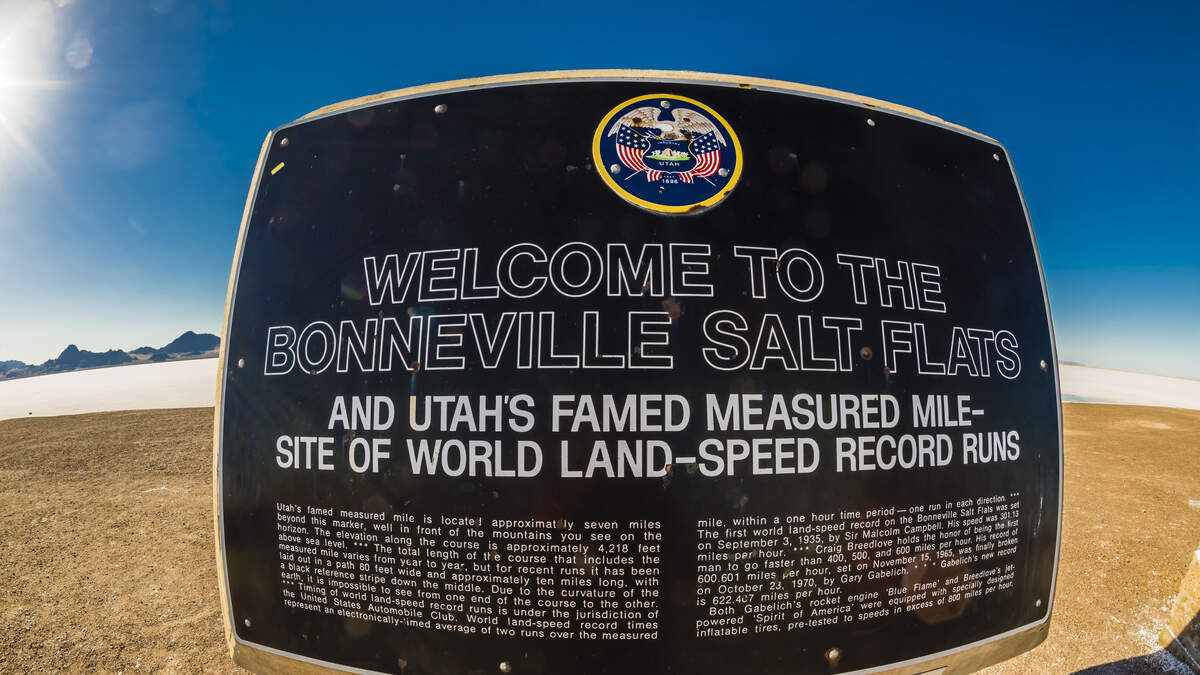 INDUSTRY
UTAH
1896
WELCOME TO THE
BONNEVILLE SALT FLATS
AND UTAH'S FAMED MEASURED MILE–
SITE OF WORLD LAND–SPEED RECORD RUNS
Utah's famed measured mile is located approximately seven miles
beyond this marker, well in front of the mountains you see on the
horizon. The elevation along the course is approximately 4,218 feet
above sea level. *** The total length of the course that includes the
measured mile varies from year to year, but for recent runs it has been
laid out in a path 80 feet wide and approximately ten miles long, with
a black reference stripe down the middle. Due to the curvature of the
earth, it is impossible to see from one end of the course to the other.
*** Timing of world land-speed record runs is under the jurisdiction of
the United States Automobile Club. World land-speed record times
represent an electronically-timed average of two runs over the measured
mile, within a one hour time period — one run in each direction. ***
The first world land-speed record on the Bonneville Salt Flats was set
on September 3, 1935, by Sir Malcolm Campbell. His speed was 301.13
miles per hour. *** Craig Breedlove holds the honor of being the first
man to go faster than 400, 500, and 600 miles per hour. His record of
600.601 miles per hour, set on November 15, 1965, was finally broken
on October 23, 1970, by Gary Gabelich. *** Gabelich's new record
is 622.407 miles per hour.
Both Gabelich's rocket engine 'Blue Flame' and Breedlove's jet-
powered 'Spirit of America' were equipped with specially designed
inflatable tires, pre-tested to speeds in excess of 800 miles per hour.